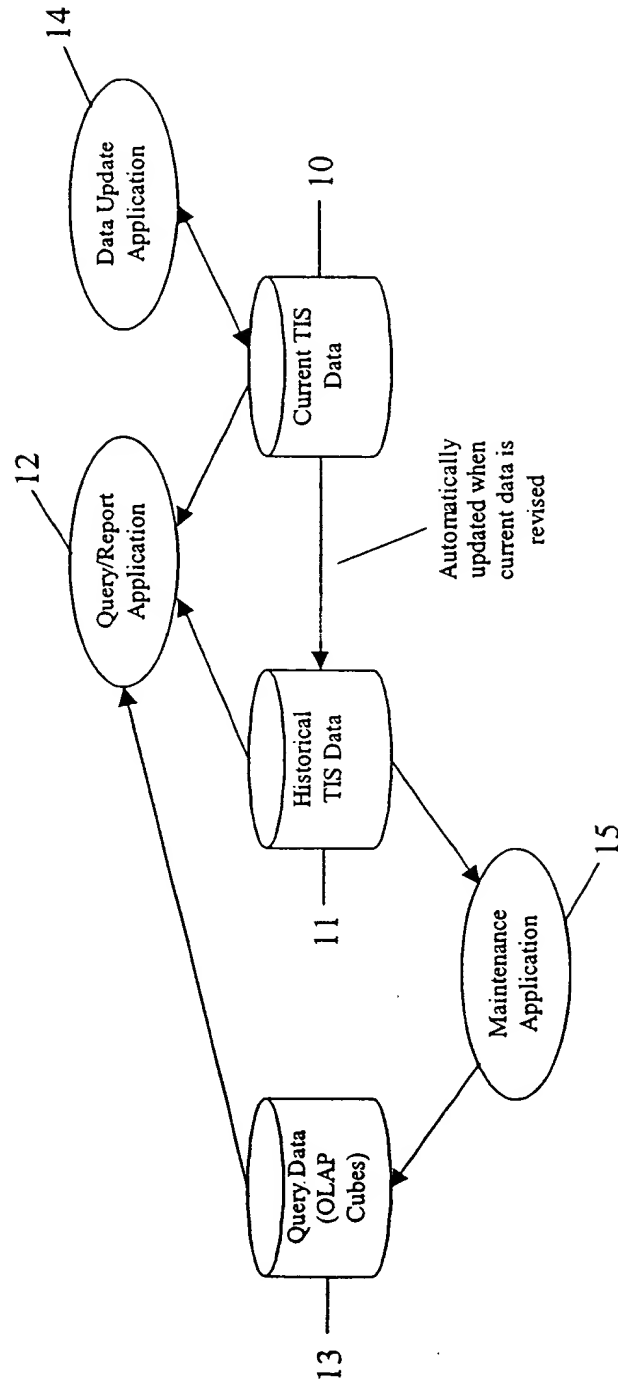 14
Data Update
Application
12
Query/Report
Application
10
Current TIS
Data
Automatically
updated when
current data is
revised
11
Historical
TIS Data
15
Maintenance
Application
13
Query Data
(OLAP
Cubes)